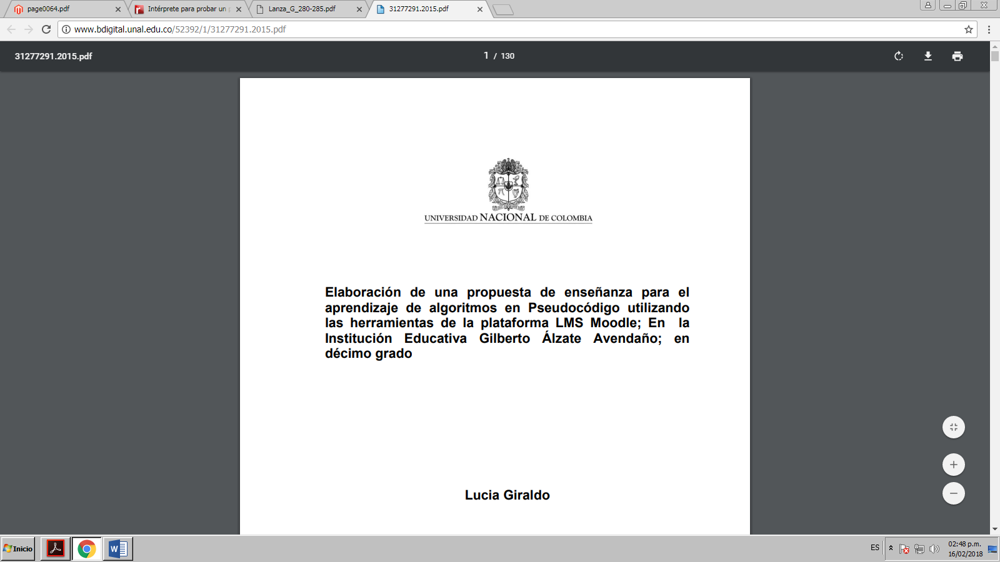 page0064.pdf
Intérprete para probar un
Lanza_G_280-285.pdf
31277291.2015.pdf
www.bdigital.unal.edu.co/52392/1/31277291.2015.pdf
31277291.2015.pdf
1 / 130
UNIVERSIDAD NACIONAL DE COLOMBIA
Elaboración de una propuesta de enseñanza para el
aprendizaje de algoritmos en Pseudocódigo utilizando
las herramientas de la plataforma LMS Moodle; En la
Institución Educativa Gilberto Álzate Avendaño; en
décimo grado
Lucia Giraldo
Inicio
ES
02:48 p.m.
16/02/2018